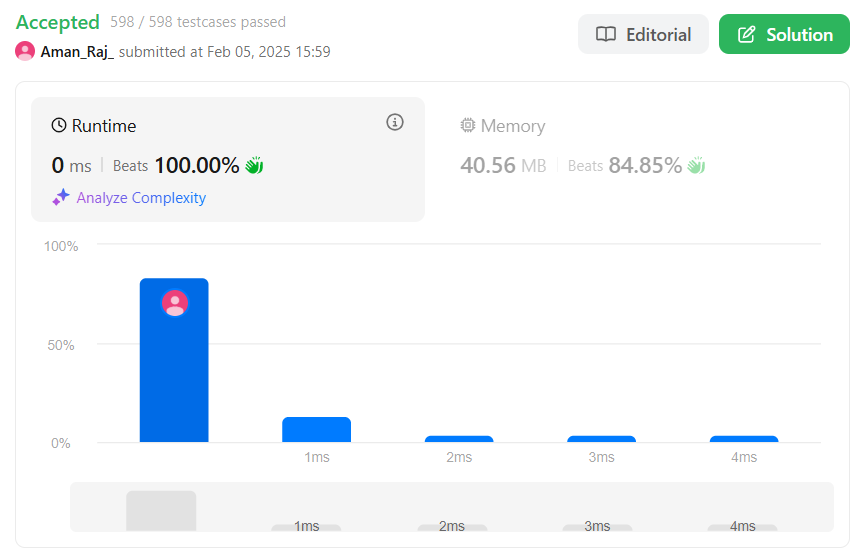 Accepted 598 / 598 testcases passed
Aman_Raj_ submitted at Feb 05, 2025 15:59
Editorial
Solution
Runtime
0 ms | Beats 100.00%
Analyze Complexity
Memory
40.56 MB | Beats 84.85%
100%
50%
0%
1ms 2ms 3ms 4ms
1ms 2ms 3ms 4ms